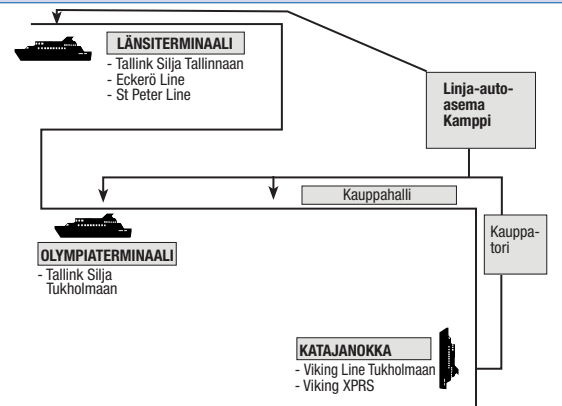 LÄNSITERMINAALI
- Tallink Silja Tallinnaan
- Eckerö Line
- St Peter Line
Linja-auto-
asema
Kamppi
Kauppahalli
Kauppa-
tori
OLYMPIATERMINAALI
- Tallink Silja
Tukholmaan
KATAJANOKKA
- Viking Line Tukholmaan
- Viking XPRS